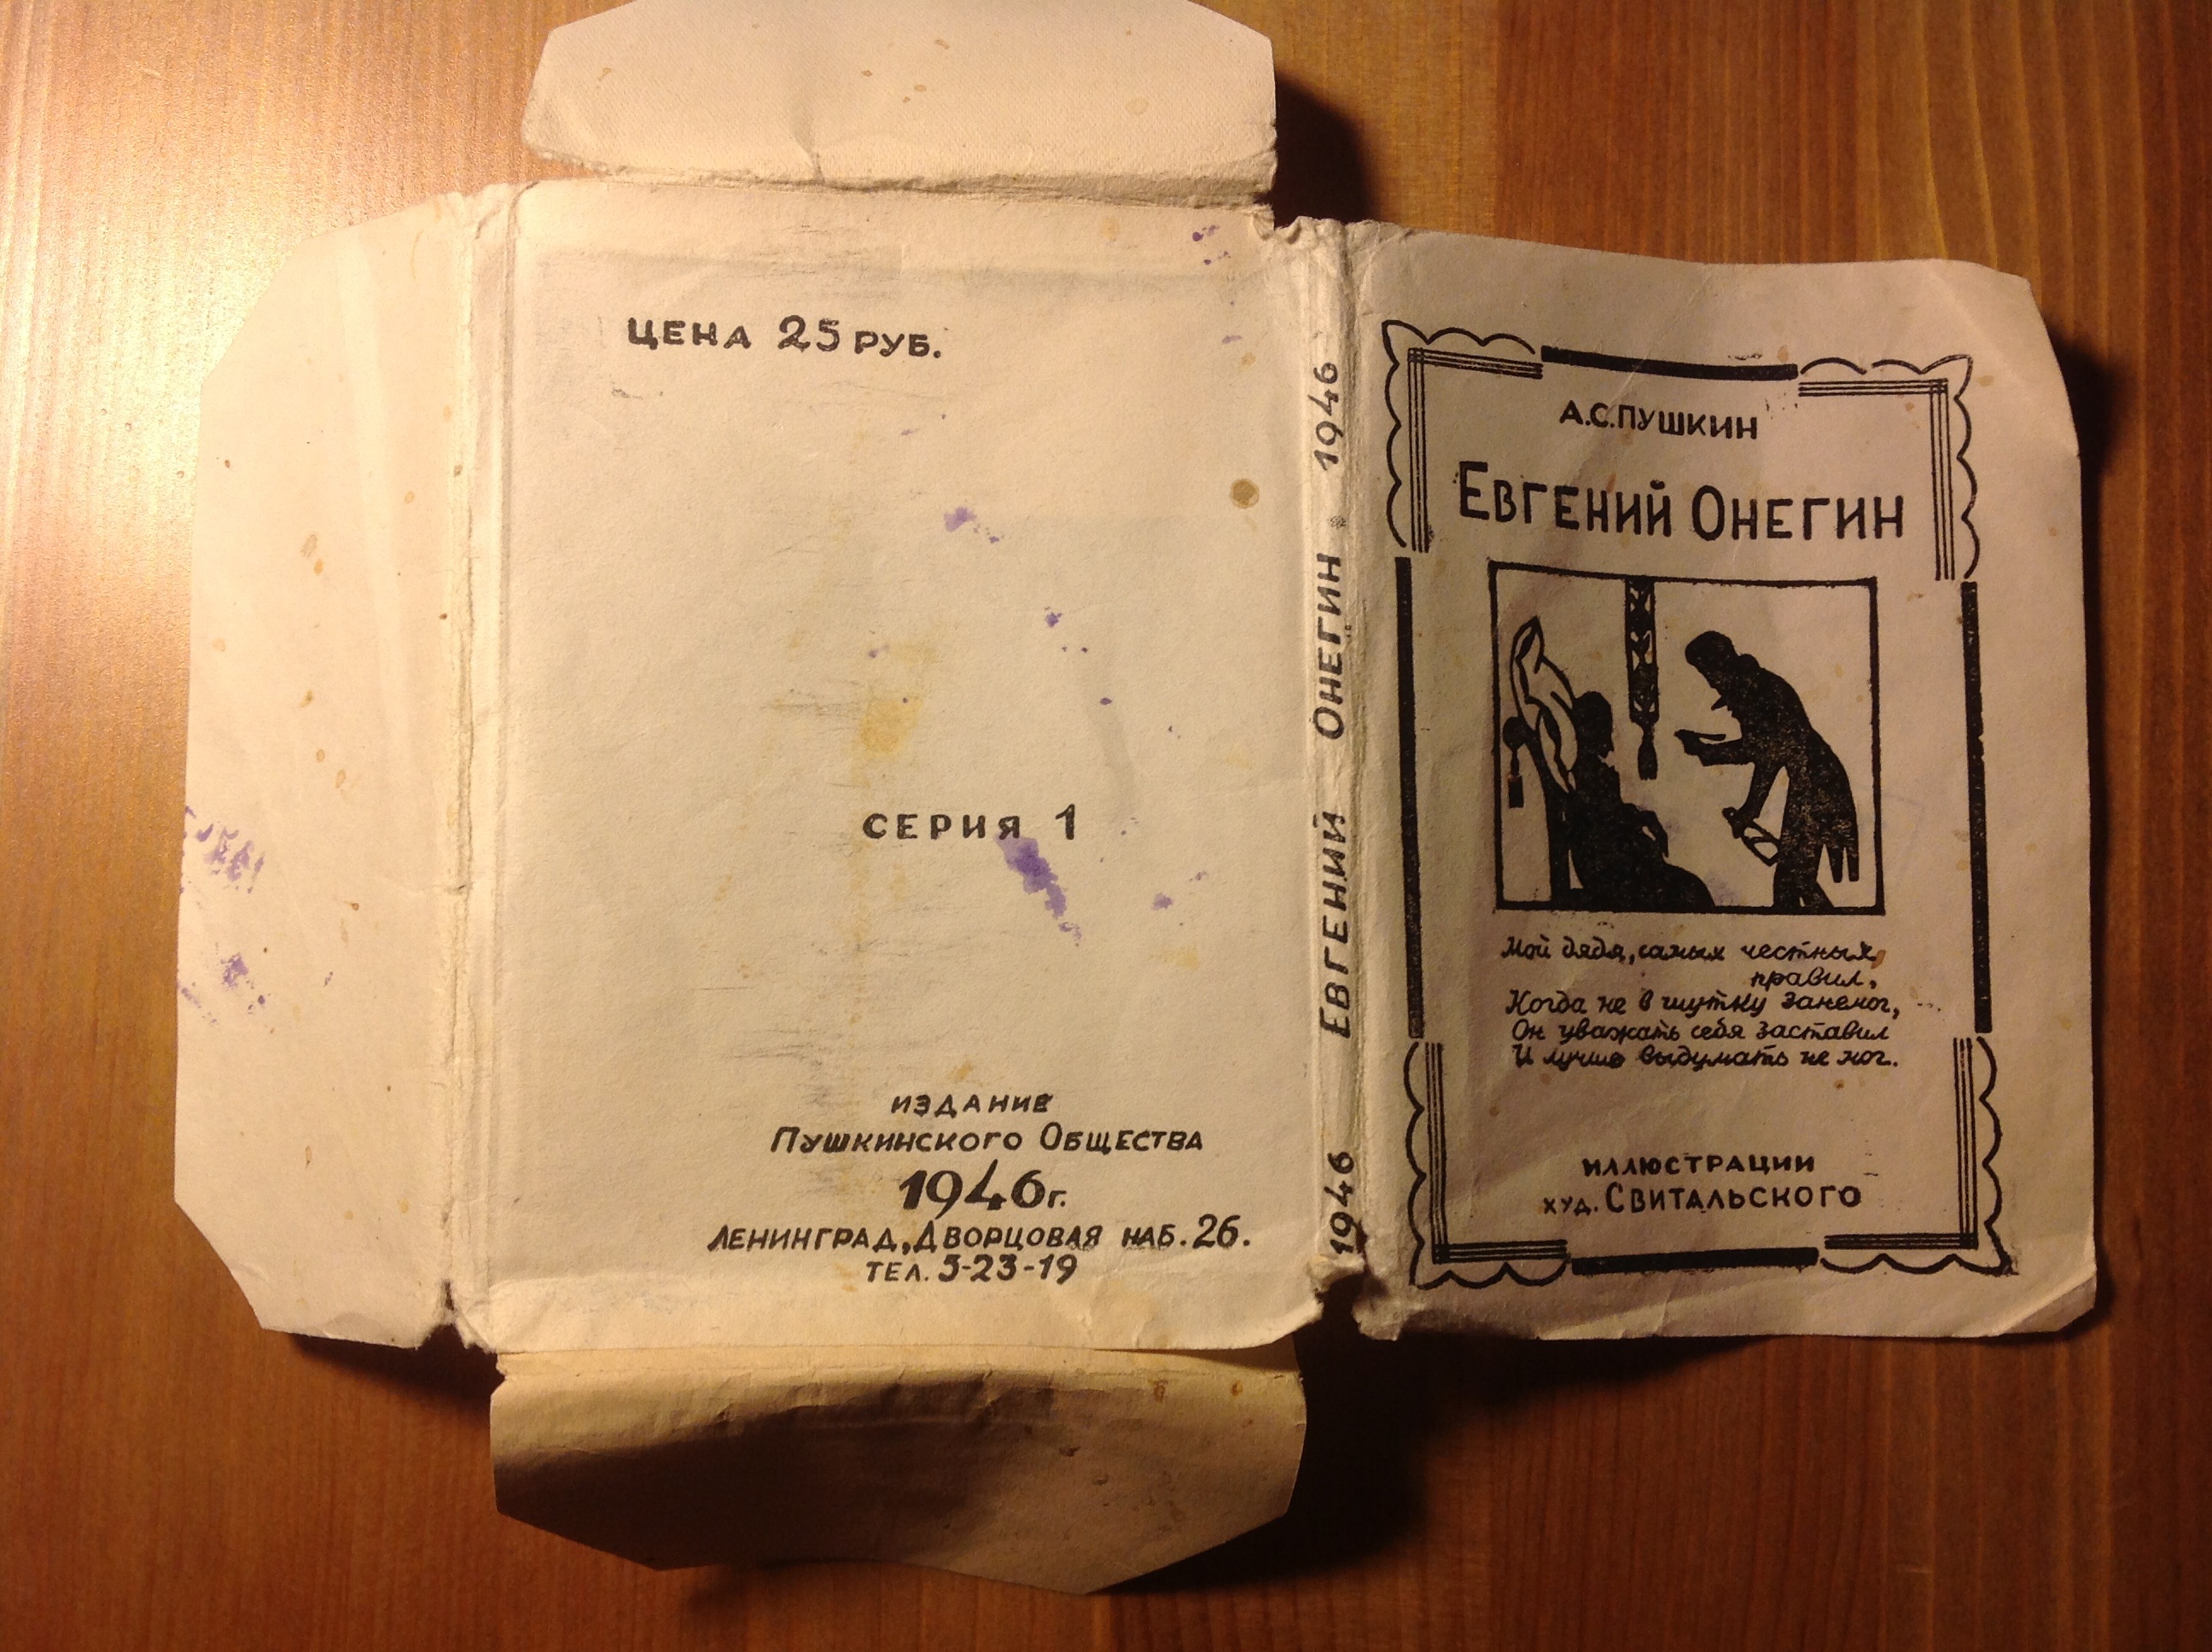 ЦЕНА 25 РУБ.
СЕРИЯ 1
ИЗДАНИЕ
ПУШКИНСКОГО ОБЩЕСТВА
1946 г.
ЛЕНИНГРАД, ДВОРЦОВАЯ НАБ. 26.
ТЕЛ. 5-23-19
1946 ЕВГЕНИЙ ОНЕГИН 1946
А.С.ПУШКИН
ЕВГЕНИЙ ОНЕГИН
Мой дядя, самых честных
правил,
Когда не в шутку занемог,
Он уважать себя заставил
И лучше выдумать не мог.
ИЛЛЮСТРАЦИИ
ХУД. СВИТАЛЬСКОГО